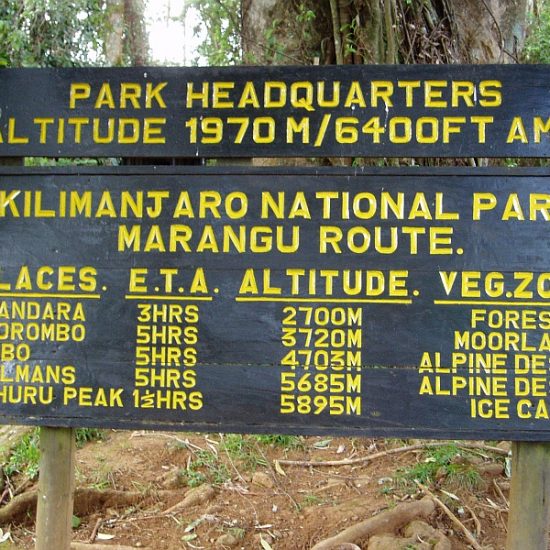 PARK HEADQUARTERS
ALTITUDE 1970M/6400FT AM
KILIMANJARO NATIONAL PAR
MARANGU ROUTE.
LACES. E.T.A. ALTITUDE. VEG.ZO
ANDARA 3HRS 2700M FORES
OROMBO 5HRS 3720M MOORLA
BO 5HRS 4703M ALPINE DE
LMANS 5HRS 5685M ALPINE DE
HURU PEAK 1½HRS 5895M ICE CA